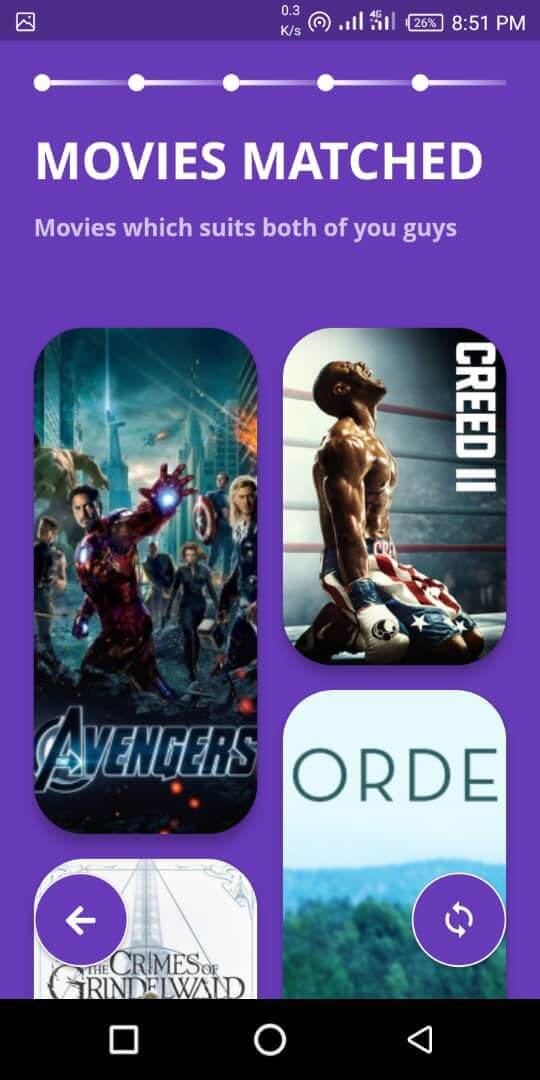 0.3
K/s
4G
26%
8:51 PM
MOVIES MATCHED
Movies which suits both of you guys
AVENGERS
CREED II
ORDE
THE CRIMES OF
GRINDELWALD